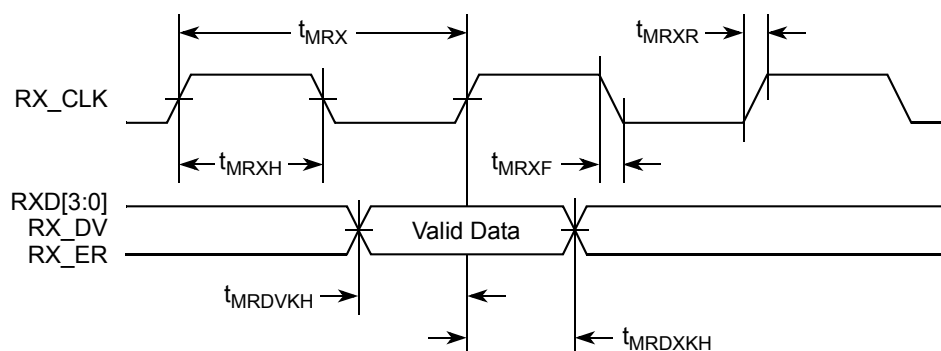 tMRX
tMRXR
RX_CLK
tMRXH
tMRXF
RXD[3:0]
RX_DV
RX_ER
Valid Data
tMRDVKH
tMRDXKH